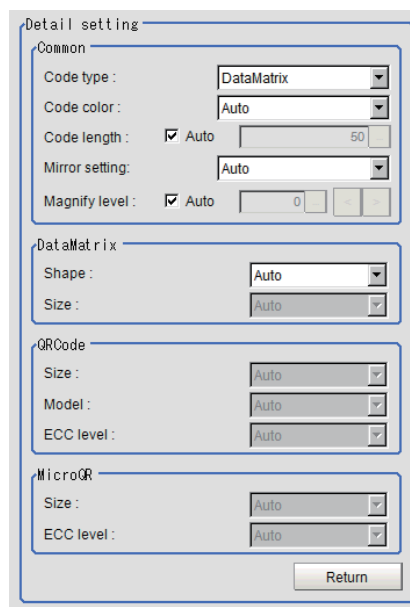 Detail setting
Common
Code type : DataMatrix
Code color : Auto
Code length : Auto 50 ...
Mirror setting: Auto
Magnify level : Auto 0 ... < >
DataMatrix
Shape : Auto
Size : Auto
QRCode
Size : Auto
Model : Auto
ECC level : Auto
MicroQR
Size : Auto
ECC level : Auto
Return